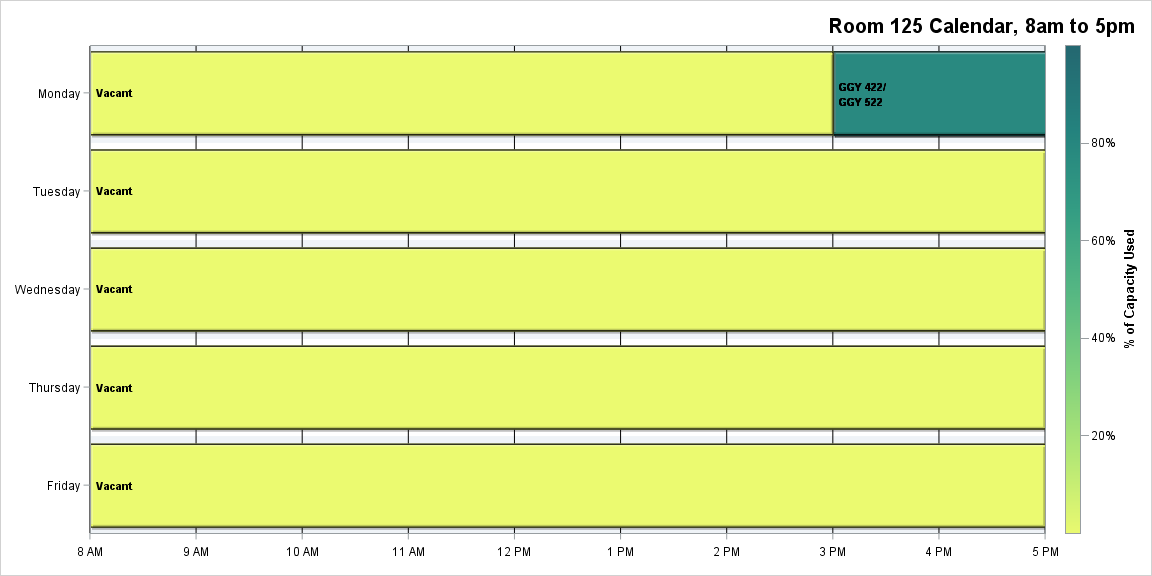 Room 125 Calendar, 8am to 5pm
Monday
Vacant
GGY 422/
GGY 522
Tuesday
Vacant
Wednesday
Vacant
Thursday
Vacant
Friday
Vacant
8 AM 9 AM 10 AM 11 AM 12 PM 1 PM 2 PM 3 PM 4 PM 5 PM
80%
60%
40%
20%
% of Capacity Used